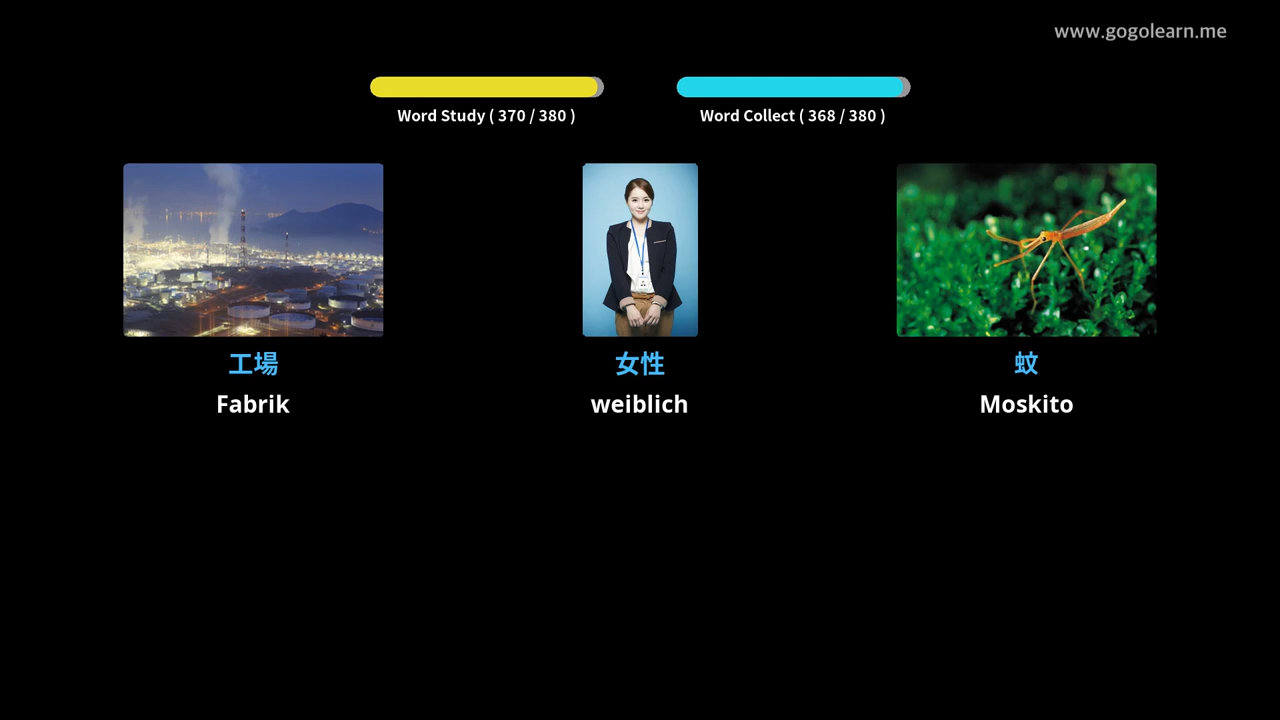 www.gogolearn.me
Word Study ( 370 / 380 )
Word Collect ( 368 / 380 )
工場
女性
蚊
Fabrik
weiblich
Moskito